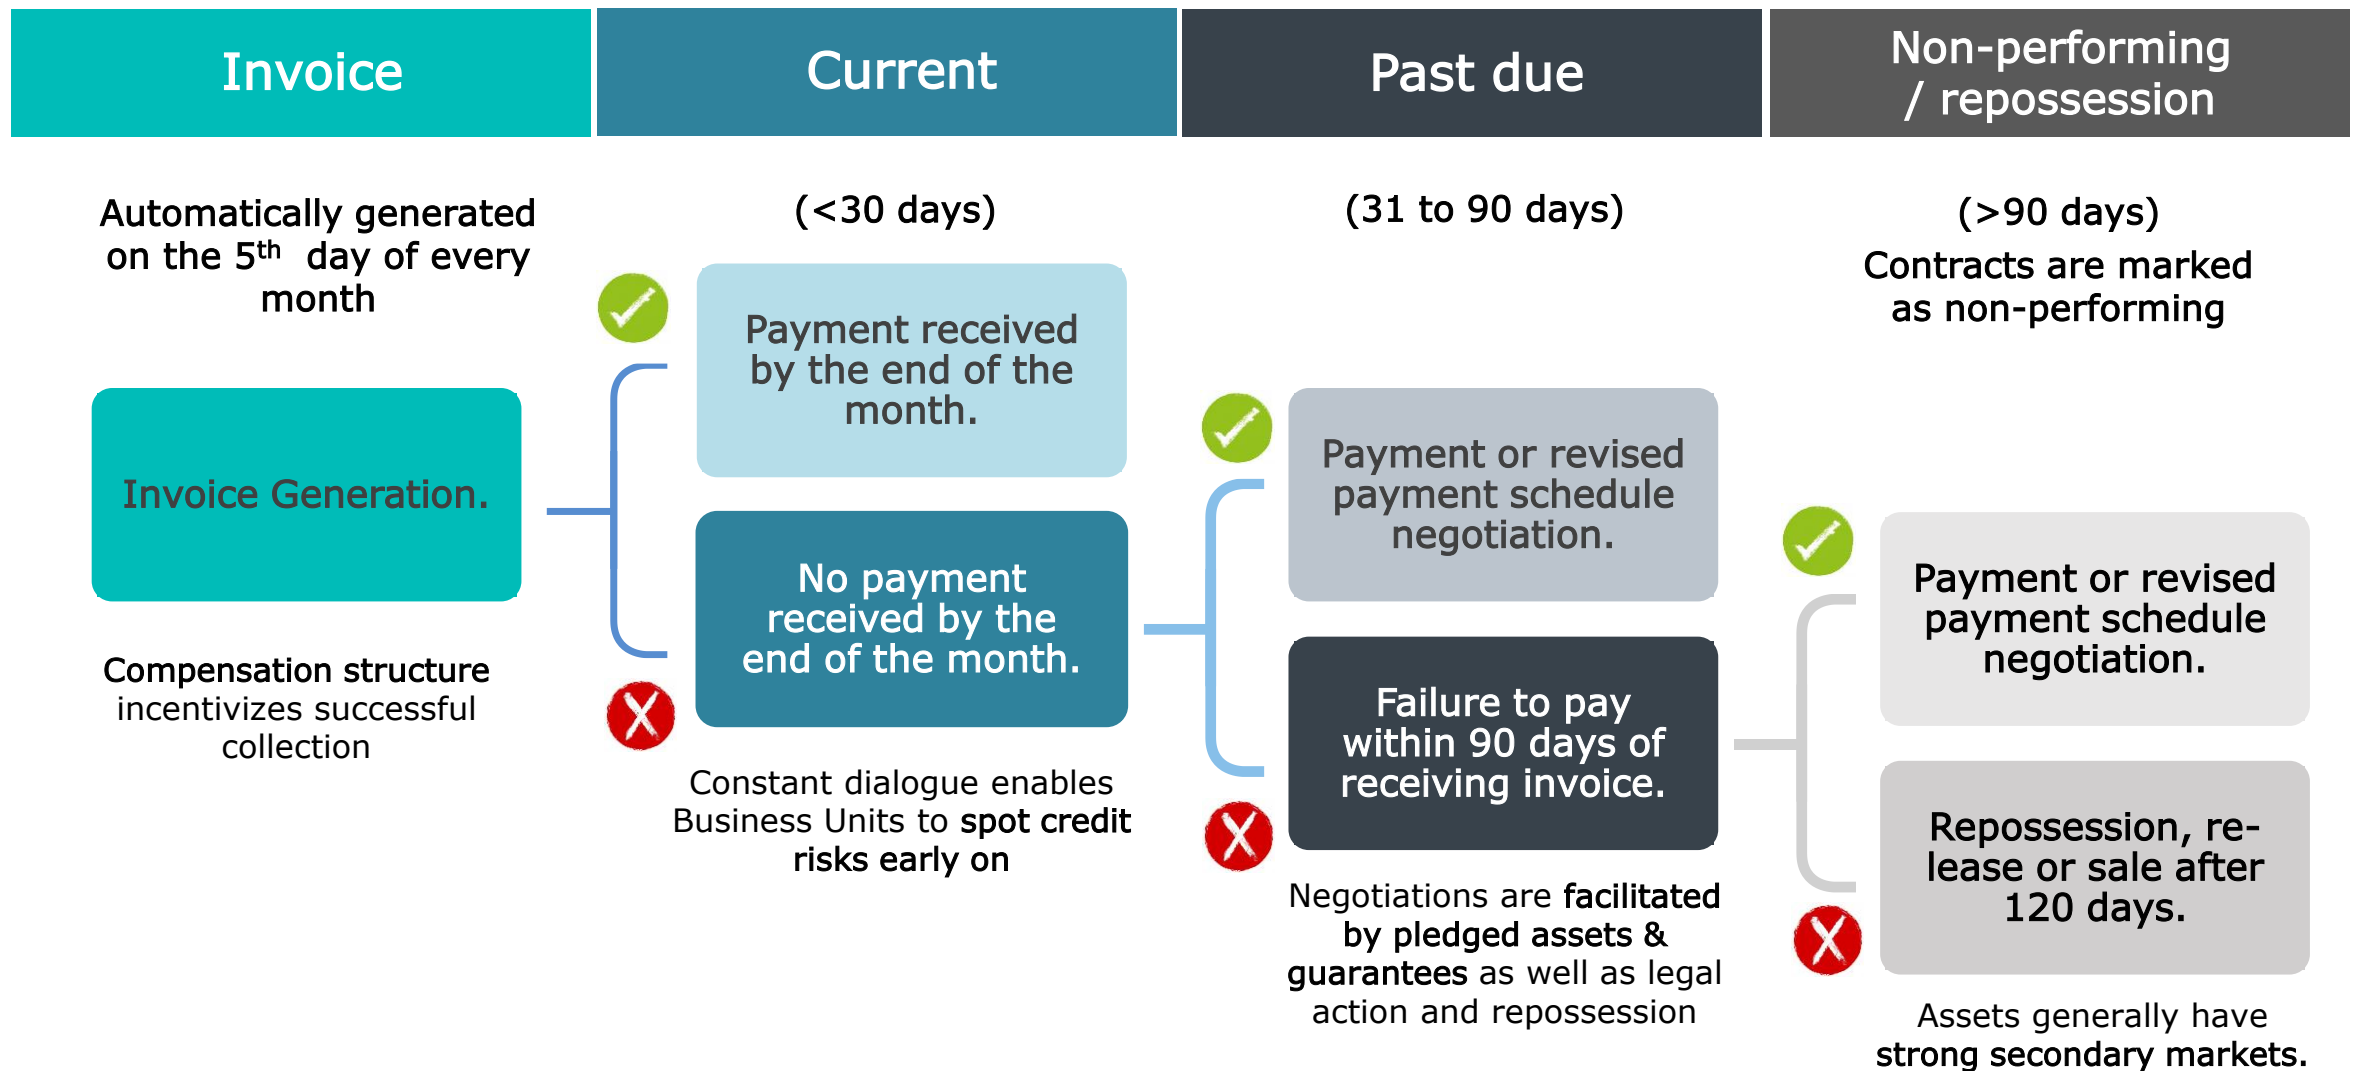 Invoice
Current
Past due
Non-performing
/ repossession
Automatically generated
on the 5th day of every
month
Invoice Generation.
Compensation structure
incentivizes successful
collection
(<30 days)
Payment received
by the end of the
month.
No payment
received by the
end of the month.
Constant dialogue enables
Business Units to spot credit
risks early on
(31 to 90 days)
Payment or revised
payment schedule
negotiation.
Failure to pay
within 90 days of
receiving invoice.
Negotiations are facilitated
by pledged assets &
guarantees as well as legal
action and repossession
(>90 days)
Contracts are marked
as non-performing
Payment or revised
payment schedule
negotiation.
Repossession, re-
lease or sale after
120 days.
Assets generally have
strong secondary markets.